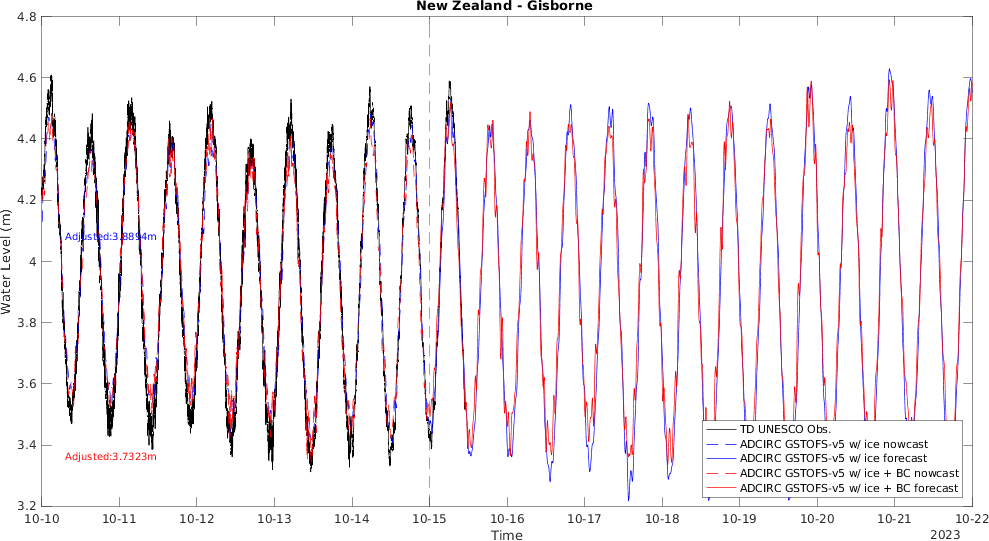 New Zealand - Gisborne
4.8
4.6
4.4
4.2
4
3.8
3.6
3.4
3.2
Water Level (m)
Adjusted:3.8894m
Adjusted:3.7323m
TD UNESCO Obs.
ADCIRC GSTOFS-v5 w/ ice nowcast
ADCIRC GSTOFS-v5 w/ ice forecast
ADCIRC GSTOFS-v5 w/ ice + BC nowcast
ADCIRC GSTOFS-v5 w/ ice + BC forecast
10-10 10-11 10-12 10-13 10-14 10-15 10-16 10-17 10-18 10-19 10-20 10-21 10-22
Time
2023